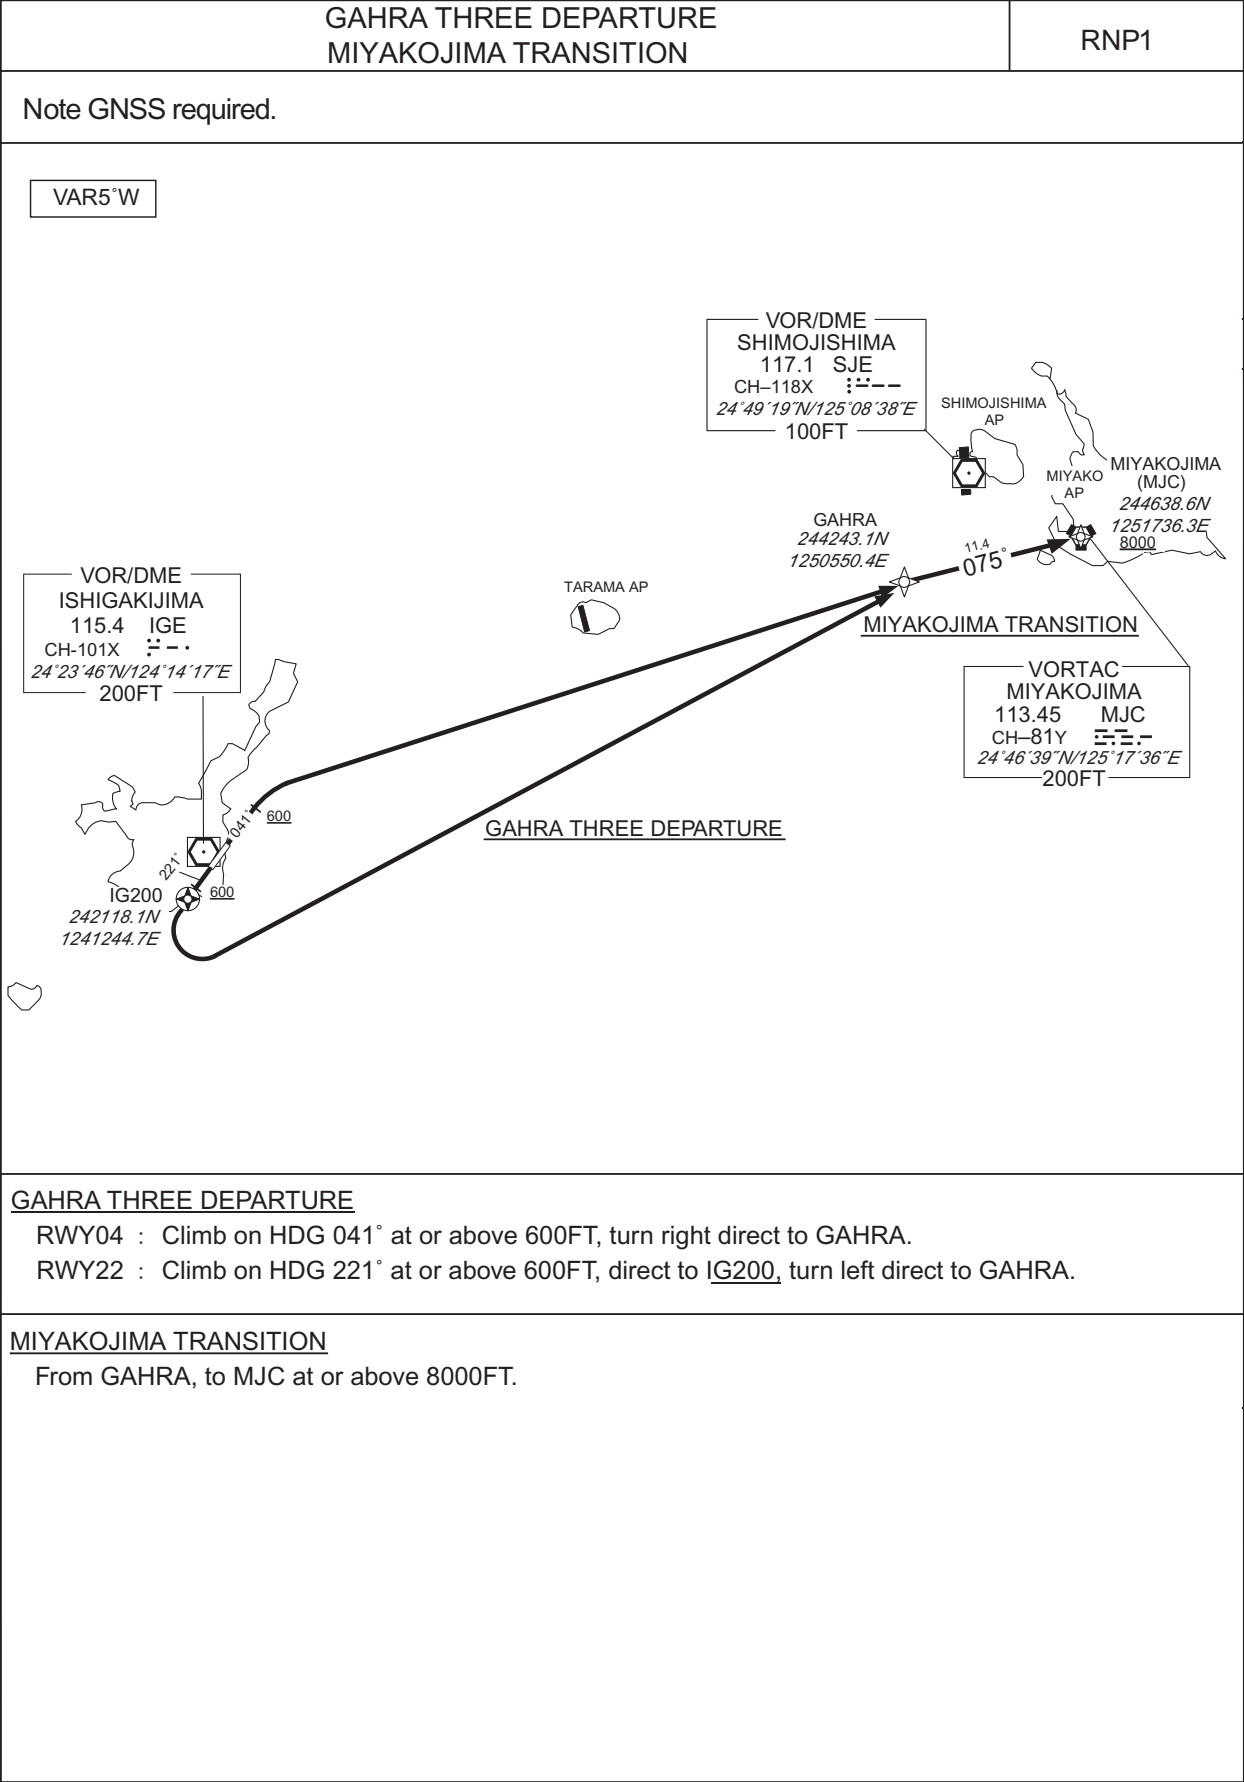 GAHRA THREE DEPARTURE
MIYAKOJIMA TRANSITION
RNP1
Note GNSS required.
VAR5˚W
VOR/DME
SHIMOJISHIMA
117.1 SJE
CH–118X
24˚49´19˝N/125˚08´38˝E
100FT
SHIMOJISHIMA
AP
MIYAKO
AP
MIYAKOJIMA
(MJC)
244638.6N
1251736.3E
8000
GAHRA
244243.1N
1250550.4E
11.4
075˚
MIYAKOJIMA TRANSITION
TARAMA AP
VOR/DME
ISHIGAKIJIMA
115.4 IGE
CH-101X
24˚23´46˝N/124˚14´17˝E
200FT
VORTAC
MIYAKOJIMA
113.45 MJC
CH–81Y
24˚46´39˝N/125˚17´36˝E
200FT
041˚
600
GAHRA THREE DEPARTURE
221˚
600
IG200
242118.1N
1241244.7E
GAHRA THREE DEPARTURE
RWY04 : Climb on HDG 041˚ at or above 600FT, turn right direct to GAHRA.
RWY22 : Climb on HDG 221˚ at or above 600FT, direct to IG200, turn left direct to GAHRA.
MIYAKOJIMA TRANSITION
From GAHRA, to MJC at or above 8000FT.